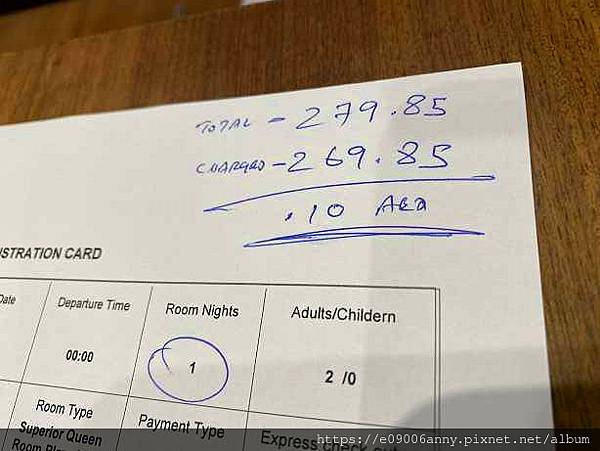 TOTAL - 279.85
CHARGED - 269.85
.10 AED
ISTRATION CARD
Date
Departure Time
Room Nights
Adults/Childern
00:00
1
2 /0
Room Type
Payment Type
Express check out
Superior Queen
https://e09006anny.pixnet.net/album